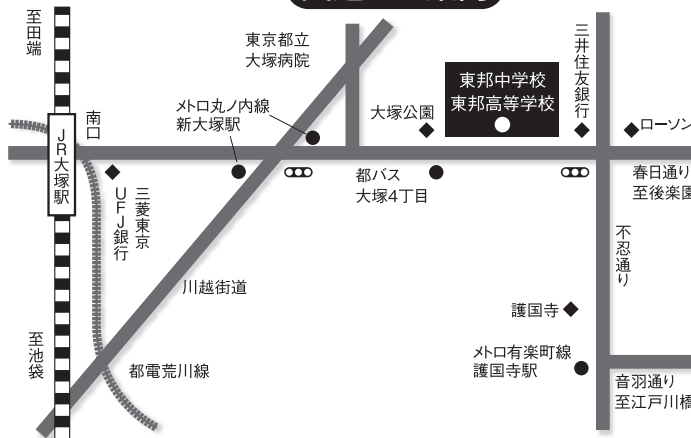 至田端
東京都立
大塚病院
三井住友銀行
東邦中学校
東邦高等学校
メトロ丸ノ内線
新大塚駅
南口
大塚公園
ローソン
JR大塚駅
三菱東京
UFJ銀行
都バス
大塚4丁目
春日通り
至後楽園
不忍通り
川越街道
護国寺
至池袋
都電荒川線
メトロ有楽町線
護国寺駅
音羽通り
至江戸川橋